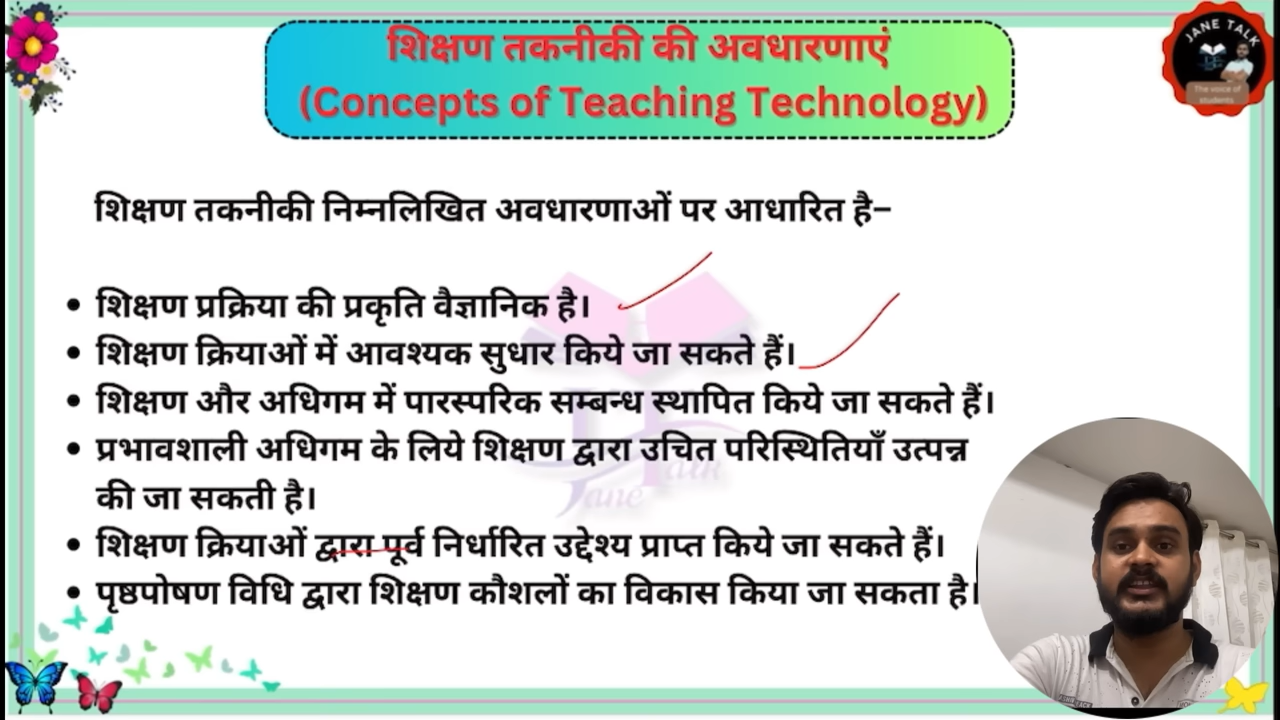 शिक्षण तकनीकी की अवधारणाएं
(Concepts of Teaching Technology)
JANE TALK
The voice of
students
शिक्षण तकनीकी निम्नलिखित अवधारणाओं पर आधारित है–
• शिक्षण प्रक्रिया की प्रकृति वैज्ञानिक है।
• शिक्षण क्रियाओं में आवश्यक सुधार किये जा सकते हैं।
• शिक्षण और अधिगम में पारस्परिक सम्बन्ध स्थापित किये जा सकते हैं।
• प्रभावशाली अधिगम के लिये शिक्षण द्वारा उचित परिस्थितियाँ उत्पन्न
की जा सकती है।
• शिक्षण क्रियाओं द्वारा पूर्व निर्धारित उद्देश्य प्राप्त किये जा सकते हैं।
• पृष्ठपोषण विधि द्वारा शिक्षण कौशलों का विकास किया जा सकता है।
Jane Talk